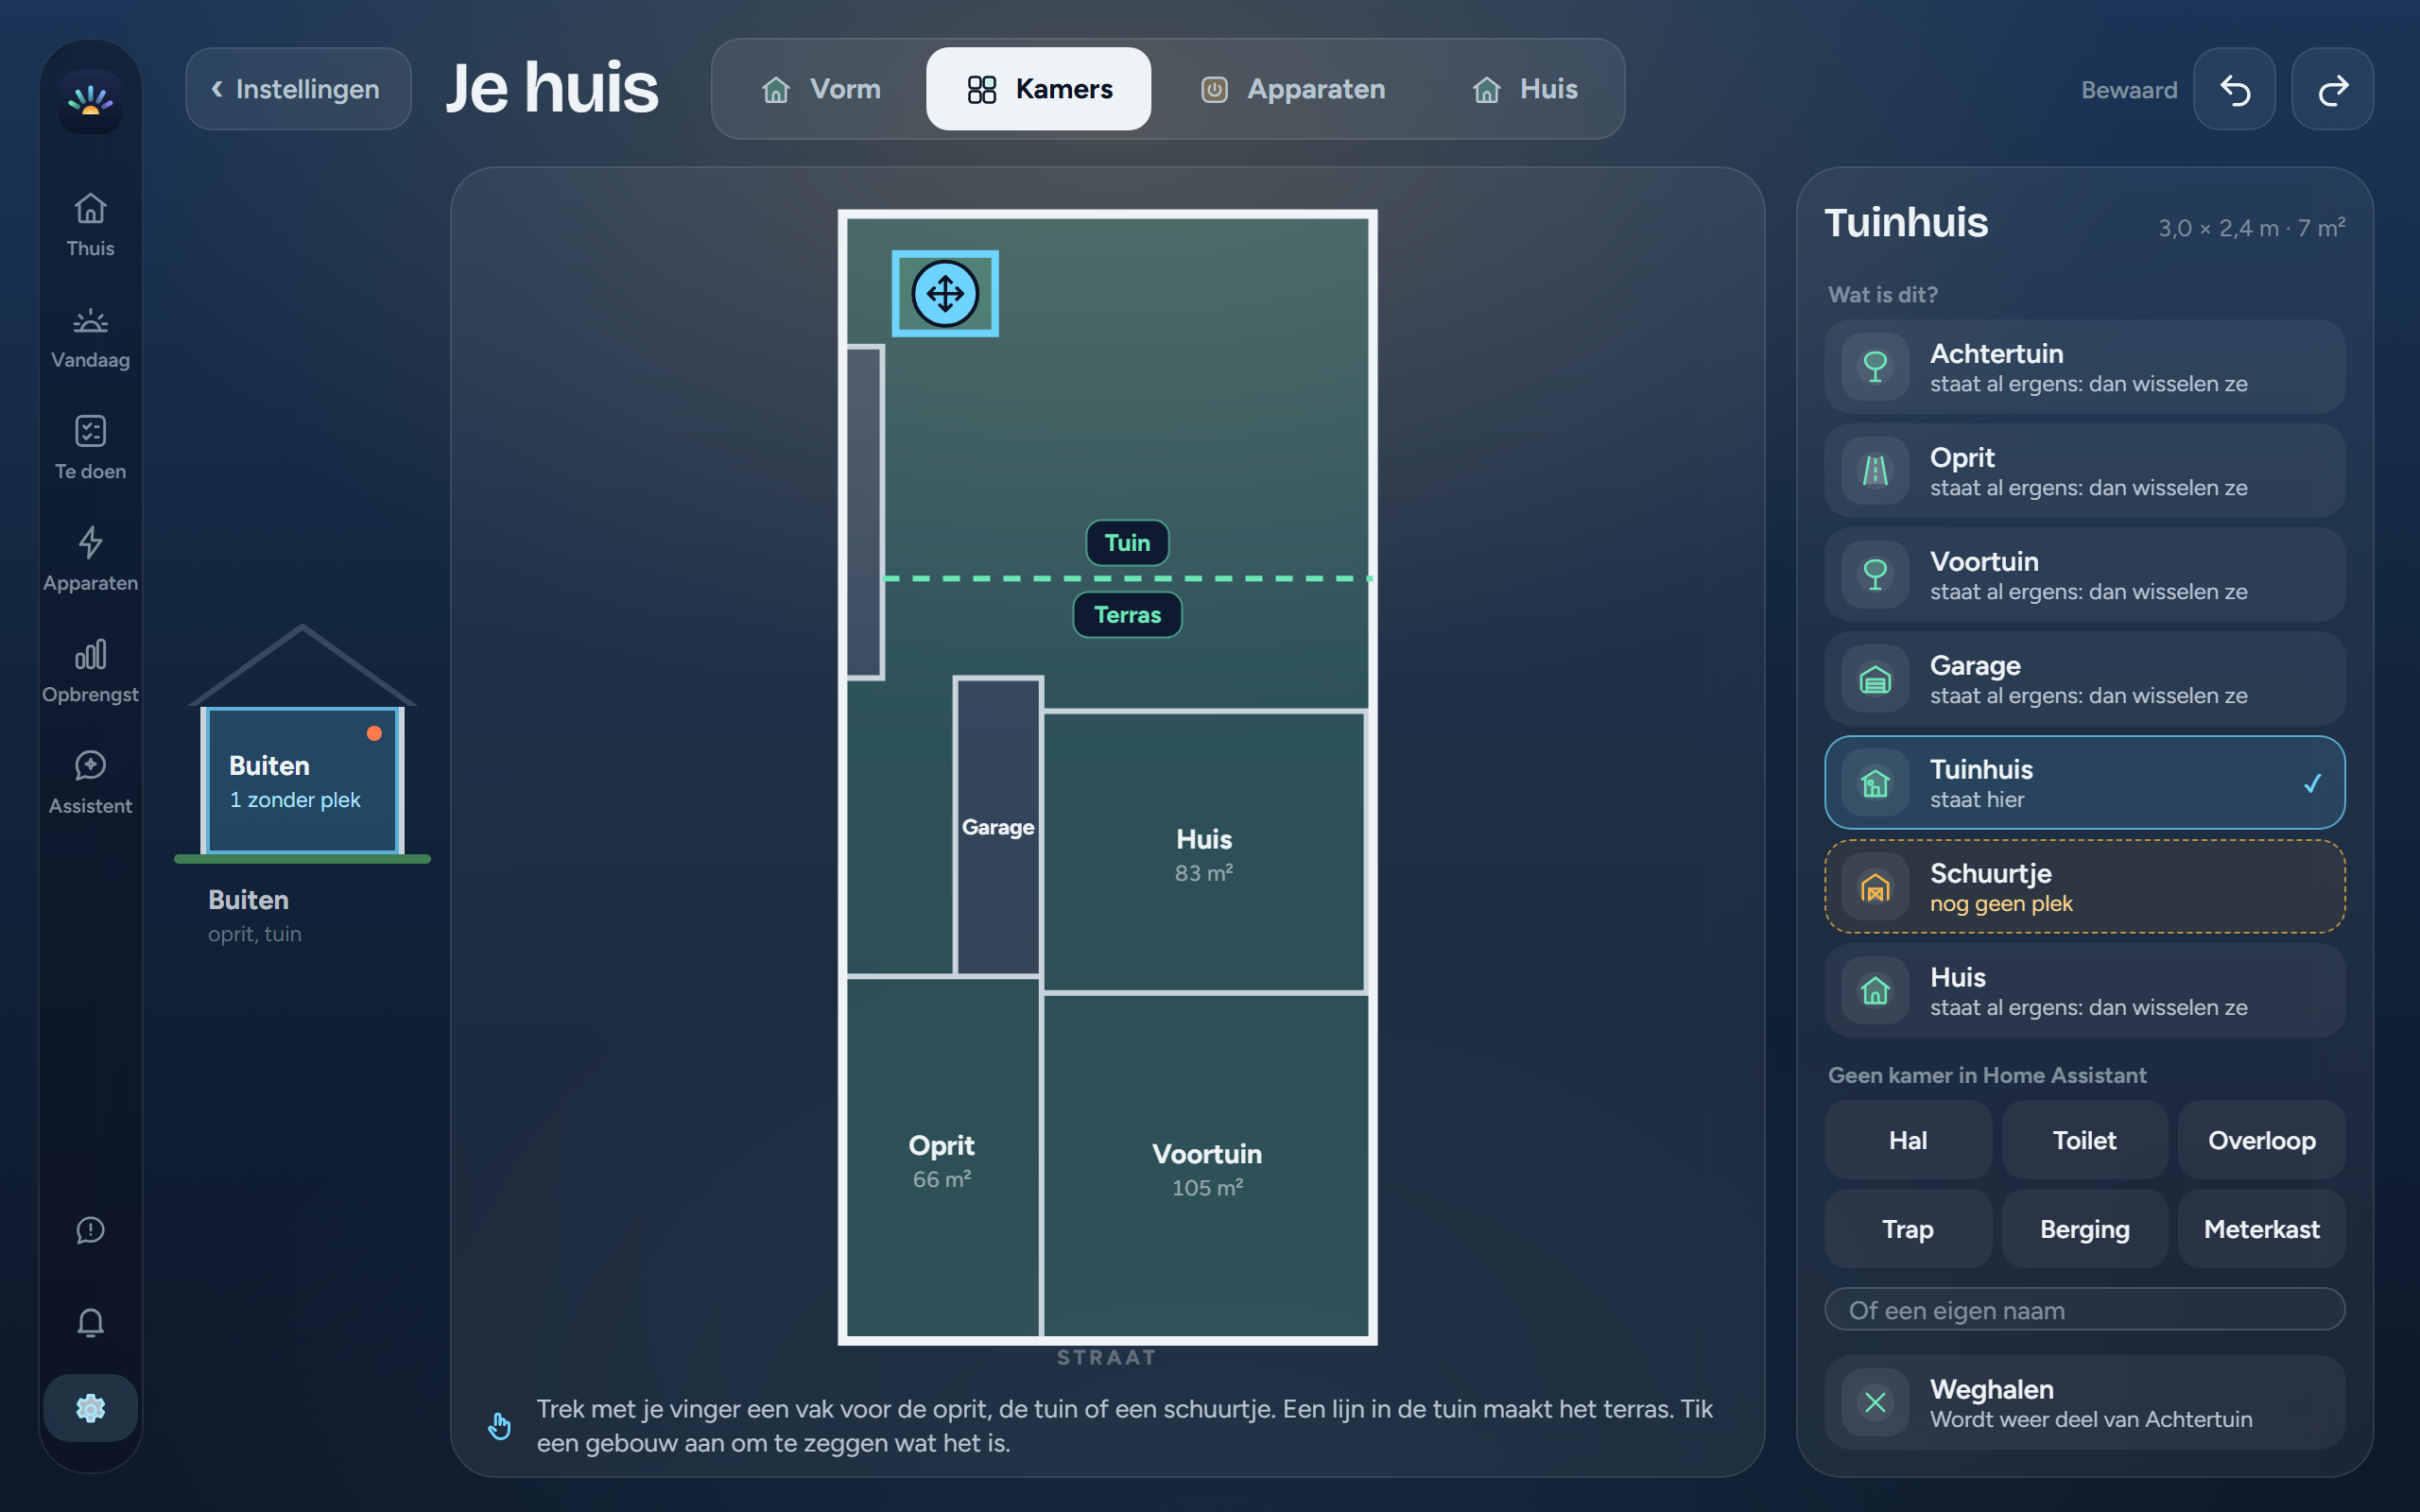 Instellingen
Je huis
Vorm
Kamers
Apparaten
Huis
Bewaard
Thuis
Vandaag
Te doen
Apparaten
Opbrengst
Assistent
Buiten
1 zonder plek
Buiten
oprit, tuin
Tuin
Terras
Garage
Huis
83 m²
Oprit
66 m²
Voortuin
105 m²
STRAAT
Trek met je vinger een vak voor de oprit, de tuin of een schuurtje. Een lijn in de tuin maakt het terras. Tik
een gebouw aan om te zeggen wat het is.
Tuinhuis
3,0 × 2,4 m · 7 m²
Wat is dit?
Achtertuin
staat al ergens: dan wisselen ze
Oprit
staat al ergens: dan wisselen ze
Voortuin
staat al ergens: dan wisselen ze
Garage
staat al ergens: dan wisselen ze
Tuinhuis
staat hier
Schuurtje
nog geen plek
Huis
staat al ergens: dan wisselen ze
Geen kamer in Home Assistant
Hal
Toilet
Overloop
Trap
Berging
Meterkast
Of een eigen naam
Weghalen
Wordt weer deel van Achtertuin